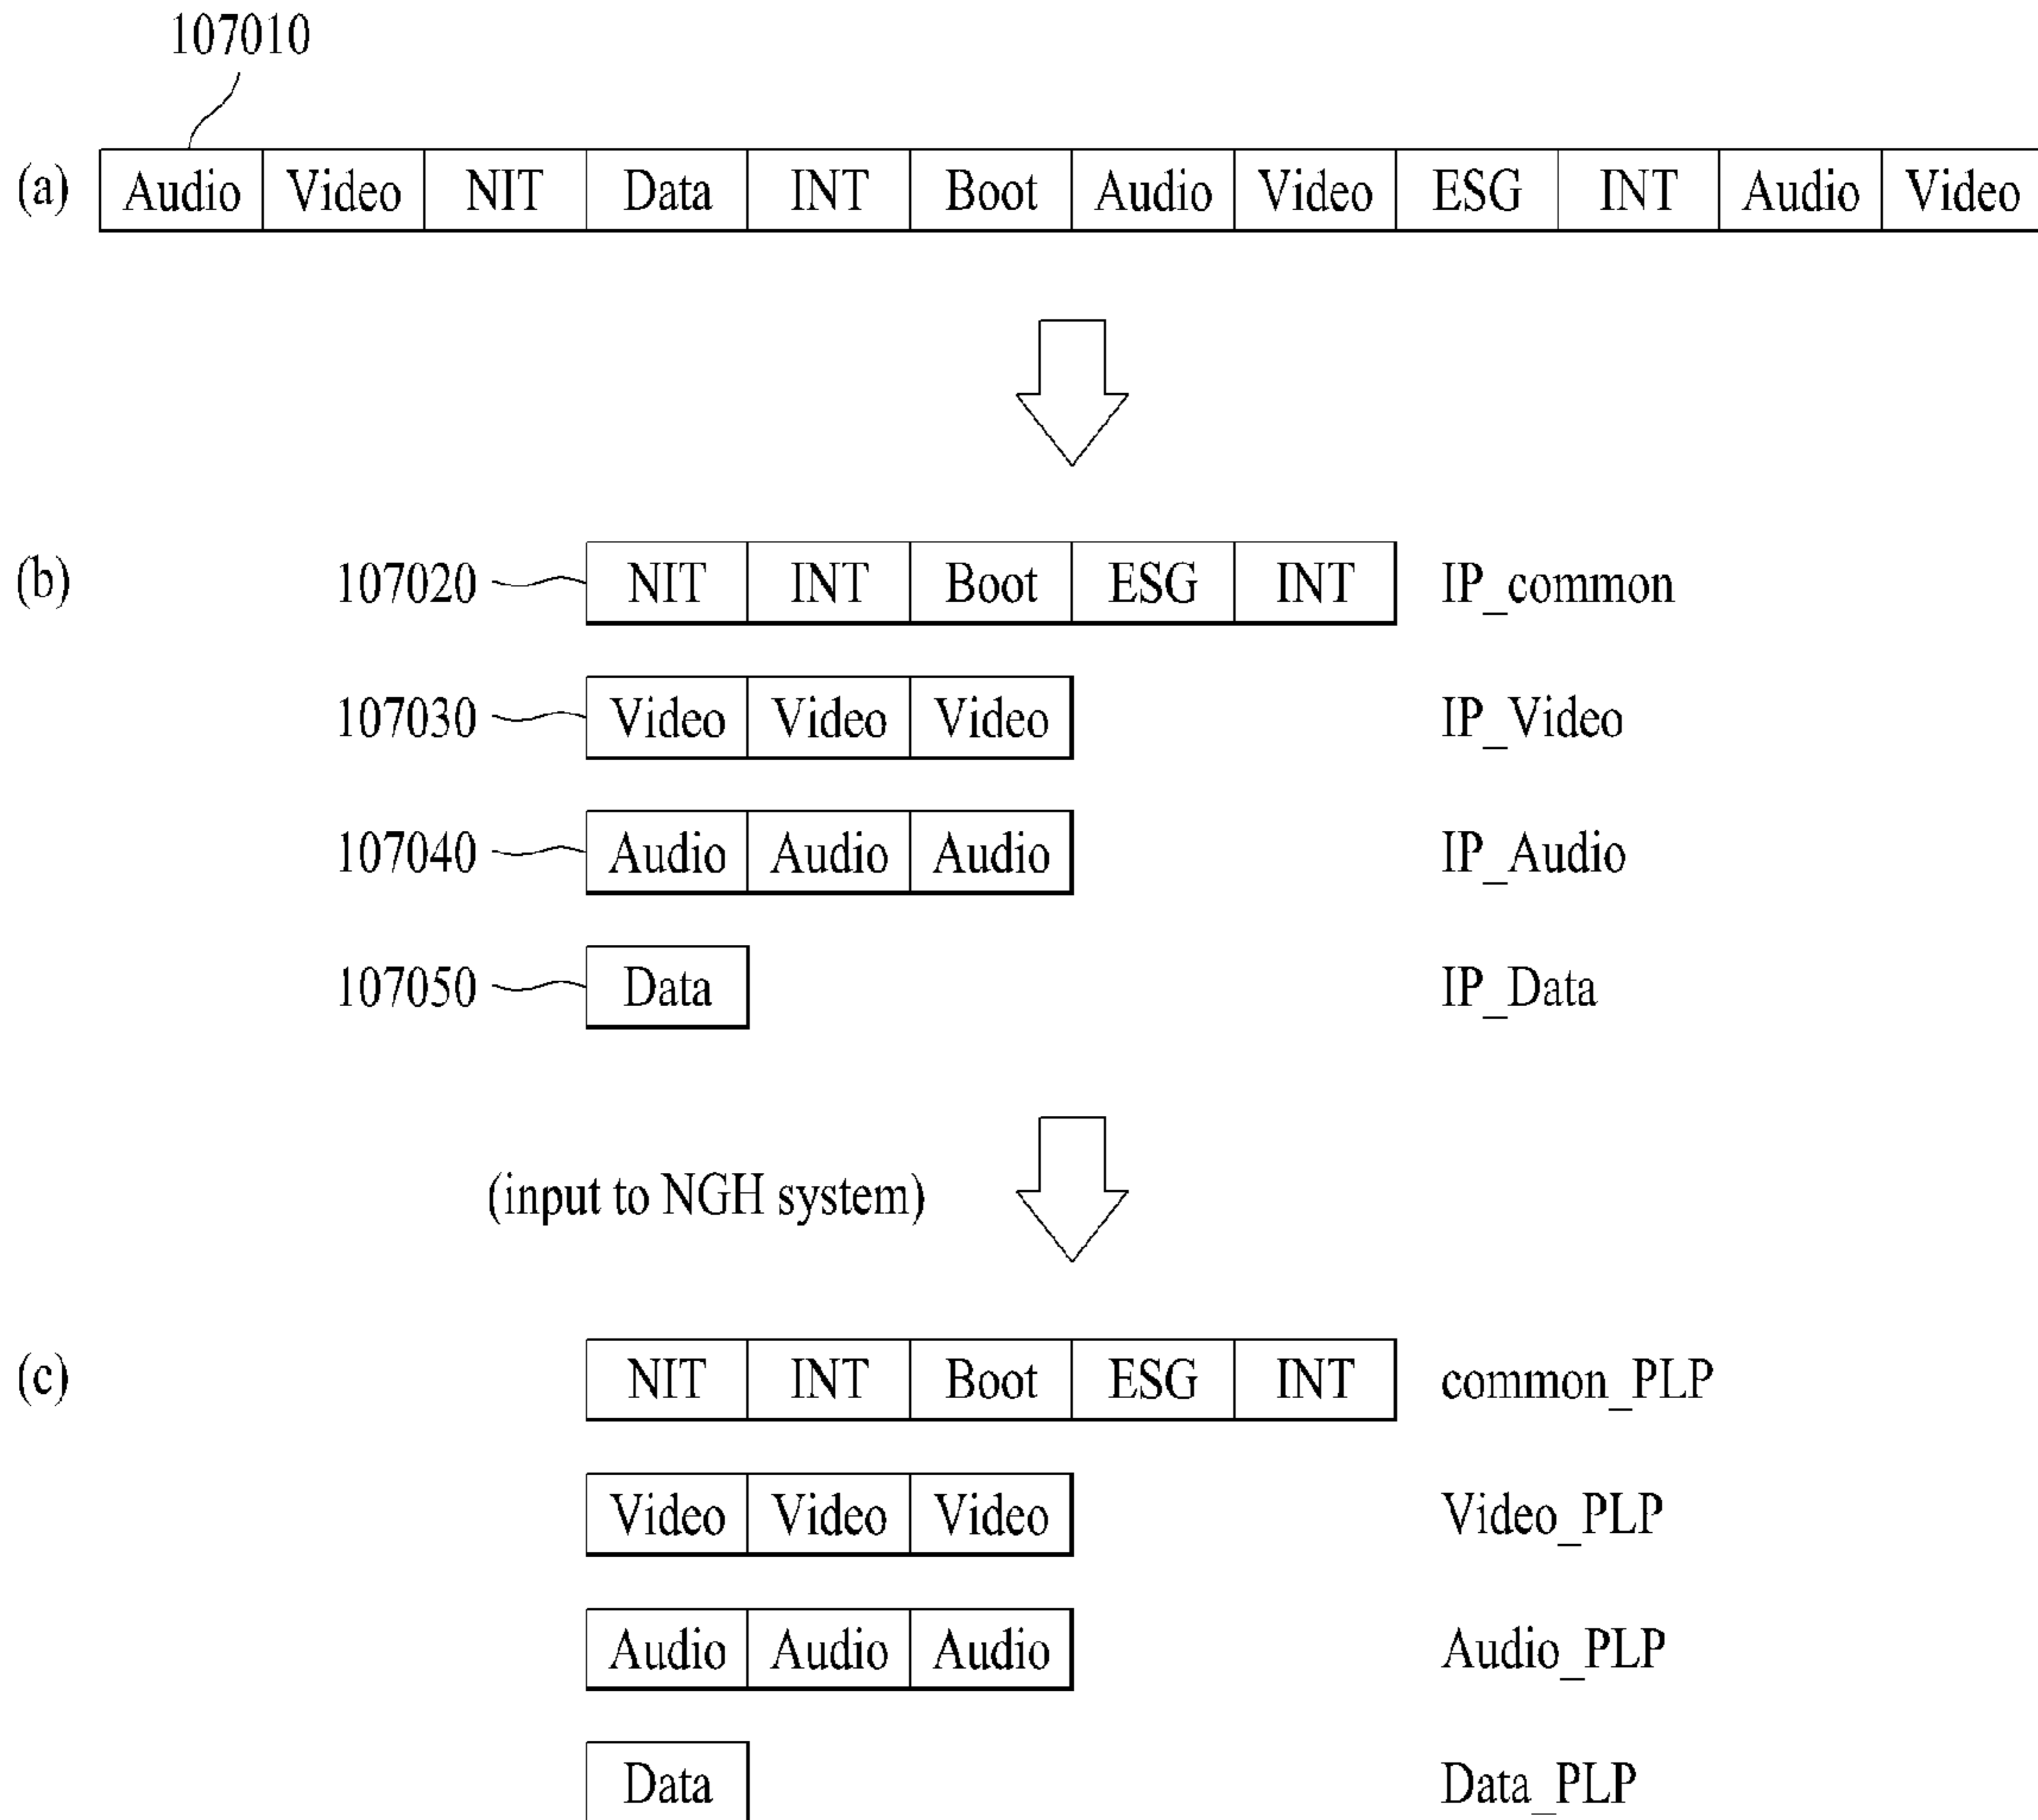 107010
(a) Audio Video NIT Data INT Boot Audio Video ESG INT Audio Video
(b) 107020 NIT INT Boot ESG INT IP_common
107030 Video Video Video IP_Video
107040 Audio Audio Audio IP_Audio
107050 Data IP_Data
(input to NGH system)
(c) NIT INT Boot ESG INT common_PLP
Video Video Video Video_PLP
Audio Audio Audio Audio_PLP
Data Data_PLP